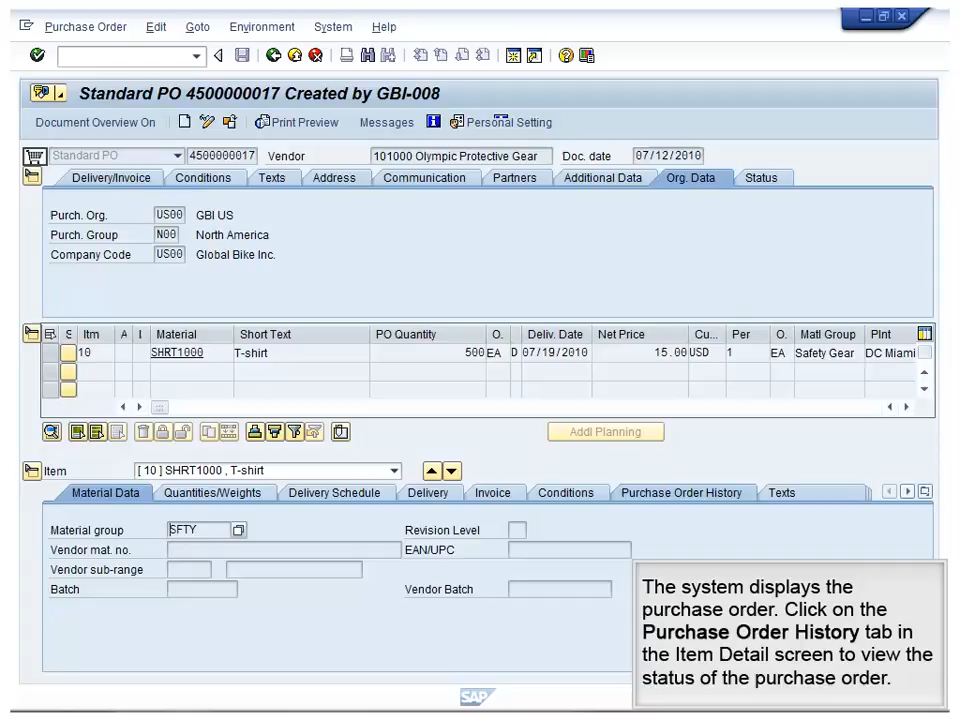 Purchase Order Edit Goto Environment System Help
Standard PO 4500000017 Created by GBI-008
Document Overview On Print Preview Messages Personal Setting
Standard PO 4500000017 Vendor 101000 Olympic Protective Gear Doc. date 07/12/2010
Delivery/Invoice Conditions Texts Address Communication Partners Additional Data Org. Data Status
Purch. Org. US00 GBI US
Purch. Group N00 North America
Company Code US00 Global Bike Inc.
S Itm A I Material Short Text PO Quantity O. Deliv. Date Net Price Cu... Per O. Matl Group Plnt
10 SHRT1000 T-shirt 500 EA D 07/19/2010 15.00 USD 1 EA Safety Gear DC Miami
Addl Planning
Item [ 10 ] SHRT1000 , T-shirt
Material Data Quantities/Weights Delivery Schedule Delivery Invoice Conditions Purchase Order History Texts
Material group SFTY Revision Level
Vendor mat. no. EAN/UPC
Vendor sub-range
Batch Vendor Batch
The system displays the
purchase order. Click on the
Purchase Order History tab in
the Item Detail screen to view the
status of the purchase order.
SAP